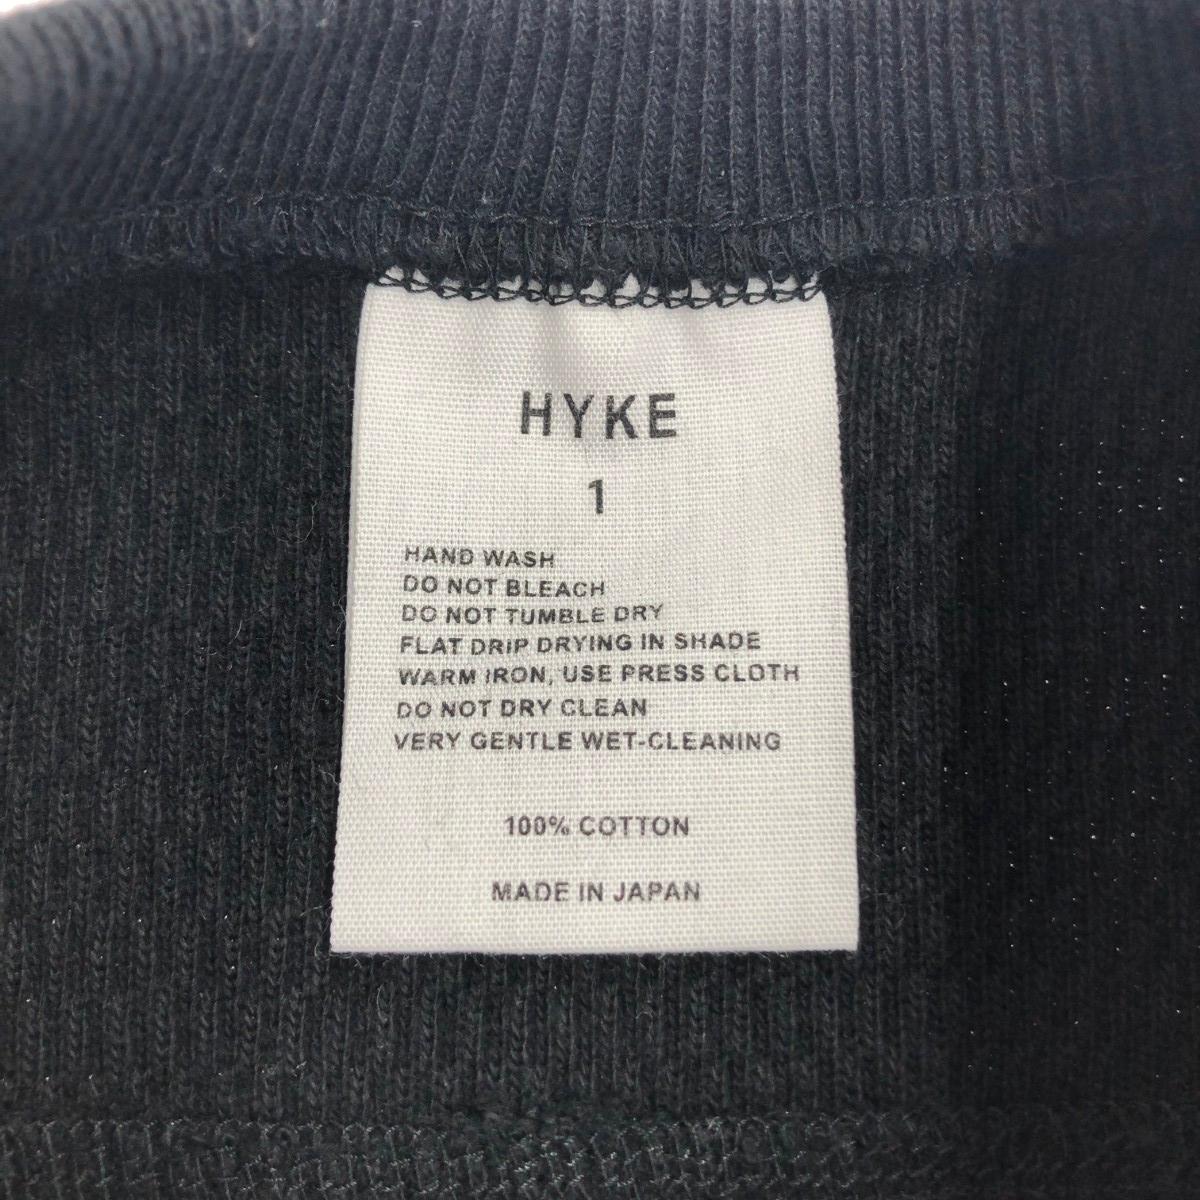 HYKE
1
HAND WASH
DO NOT BLEACH
DO NOT TUMBLE DRY
FLAT DRIP DRYING IN SHADE
WARM IRON, USE PRESS CLOTH
DO NOT DRY CLEAN
VERY GENTLE WET-CLEANING
100% COTTON
MADE IN JAPAN